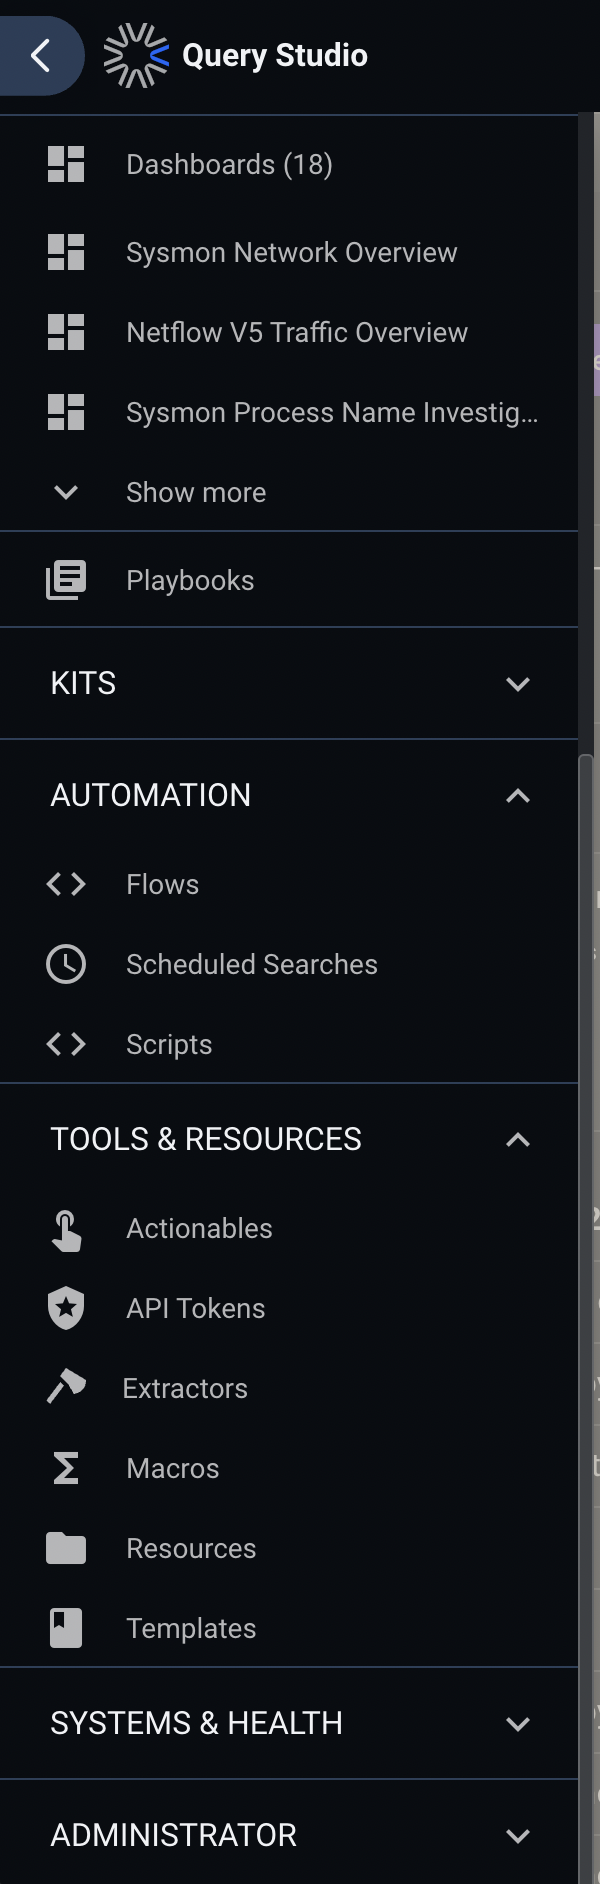 Query Studio
Dashboards (18)
Sysmon Network Overview
Netflow V5 Traffic Overview
Sysmon Process Name Investig...
Show more
Playbooks
KITS
AUTOMATION
Flows
Scheduled Searches
Scripts
TOOLS & RESOURCES
Actionables
API Tokens
Extractors
Macros
Resources
Templates
SYSTEMS & HEALTH
ADMINISTRATOR